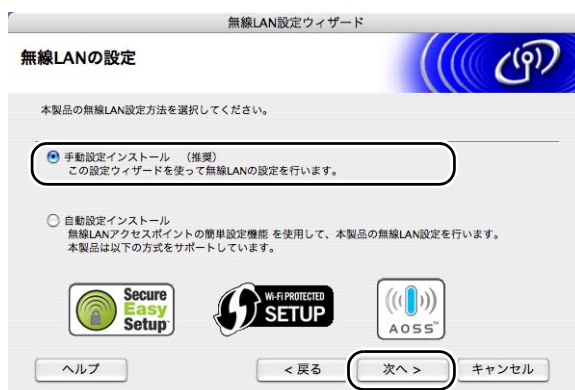 無線LAN設定ウィザード
無線LANの設定
本製品の無線LAN設定方法を選択してください。
手動設定インストール （推奨）
この設定ウィザードを使って無線LANの設定を行います。
自動設定インストール
無線LANアクセスポイントの簡単設定機能 を使用して、本製品の無線LAN設定を行います。
本製品は以下の方式をサポートしています。
Secure
Easy
Setup™
Wi-Fi PROTECTED
SETUP
AOSS™
ヘルプ
< 戻る
次へ >
キャンセル